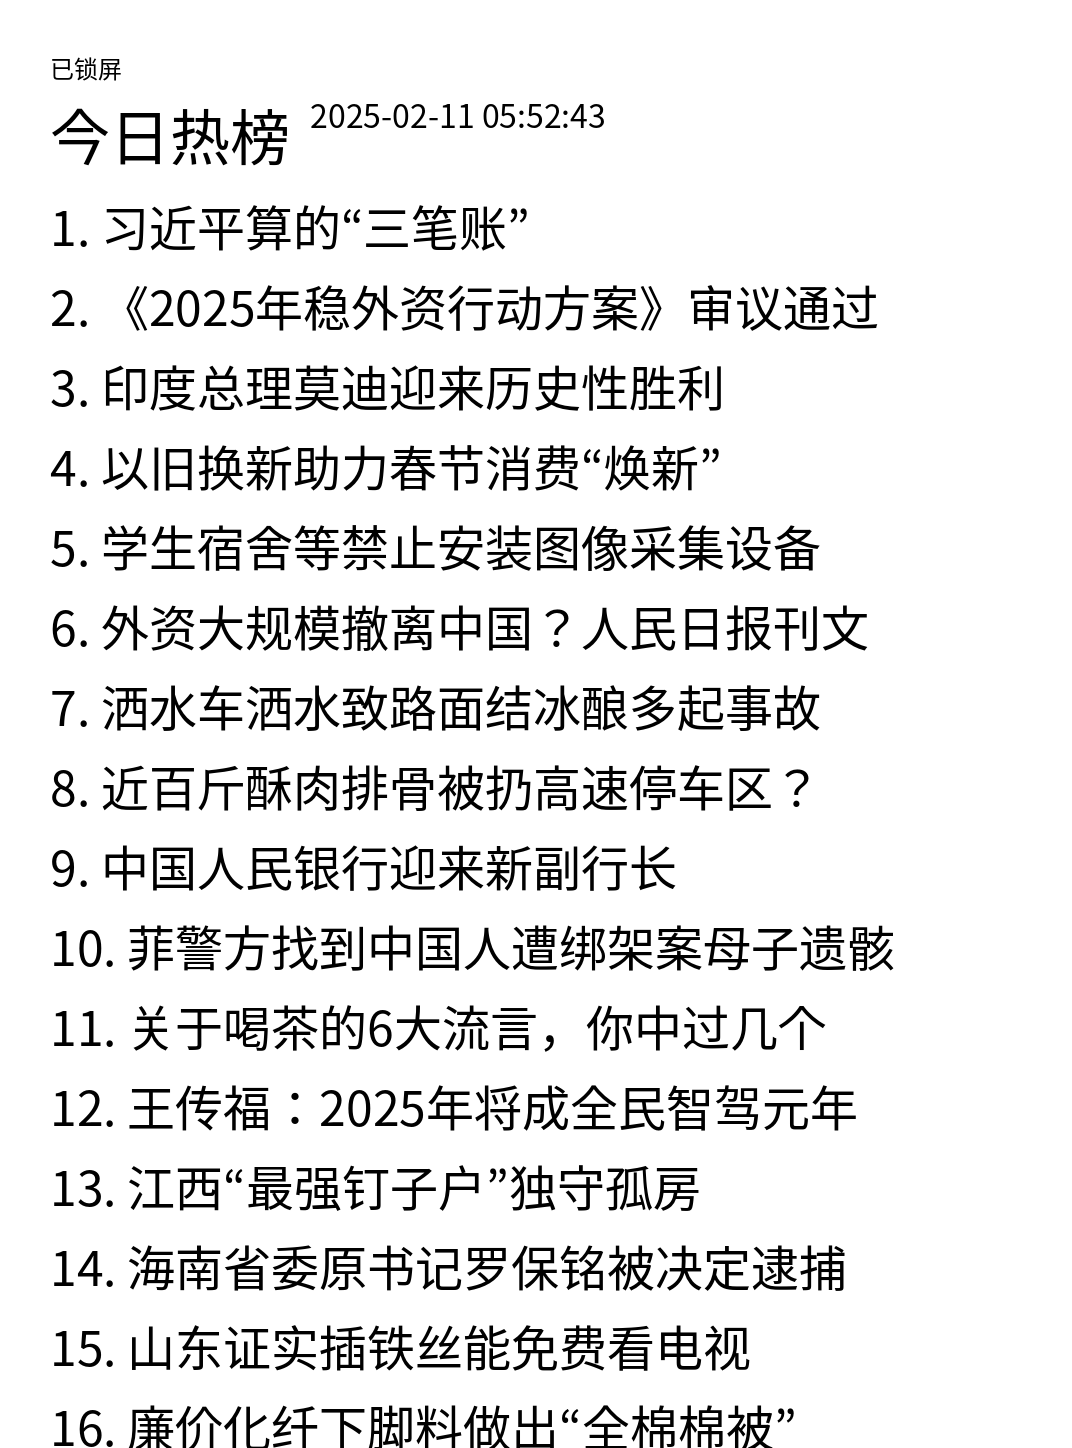 已锁屏
今日热榜 2025-02-11 05:52:43
1. 习近平算的“三笔账”
2. 《2025年稳外资行动方案》审议通过
3. 印度总理莫迪迎来历史性胜利
4. 以旧换新助力春节消费“焕新”
5. 学生宿舍等禁止安装图像采集设备
6. 外资大规模撤离中国？人民日报刊文
7. 洒水车洒水致路面结冰酿多起事故
8. 近百斤酥肉排骨被扔高速停车区？
9. 中国人民银行迎来新副行长
10. 菲警方找到中国人遭绑架案母子遗骸
11. 关于喝茶的6大流言，你中过几个
12. 王传福：2025年将成全民智驾元年
13. 江西“最强钉子户”独守孤房
14. 海南省委原书记罗保铭被决定逮捕
15. 山东证实插铁丝能免费看电视
16. 廉价化纤下脚料做出“全棉棉被”